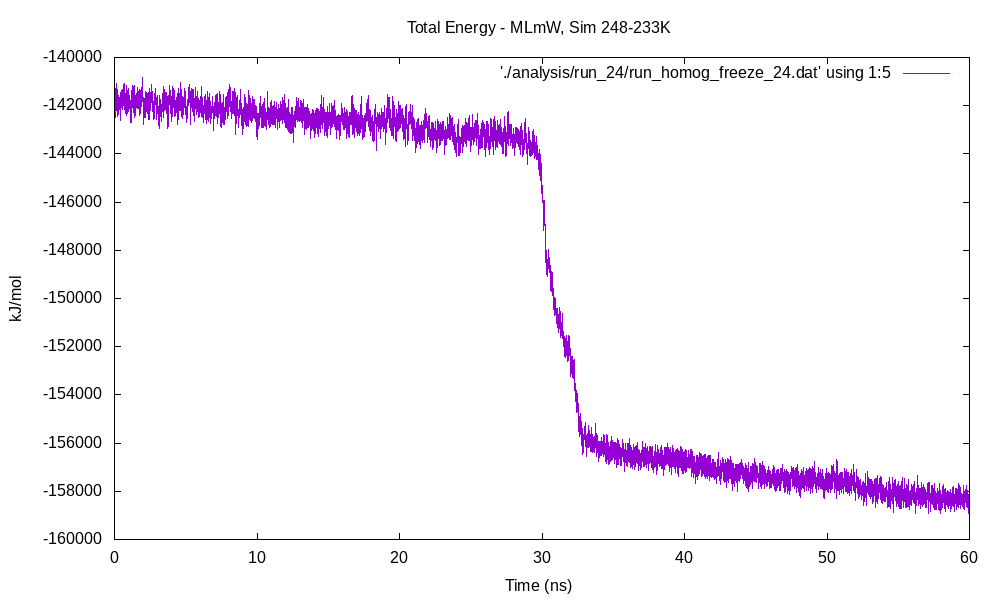 Total Energy - MLmW, Sim 248-233K
'./analysis/run_24/run_homog_freeze_24.dat' using 1:5
kJ/mol
-140000
-142000
-144000
-146000
-148000
-150000
-152000
-154000
-156000
-158000
-160000
0 10 20 30 40 50 60
Time (ns)